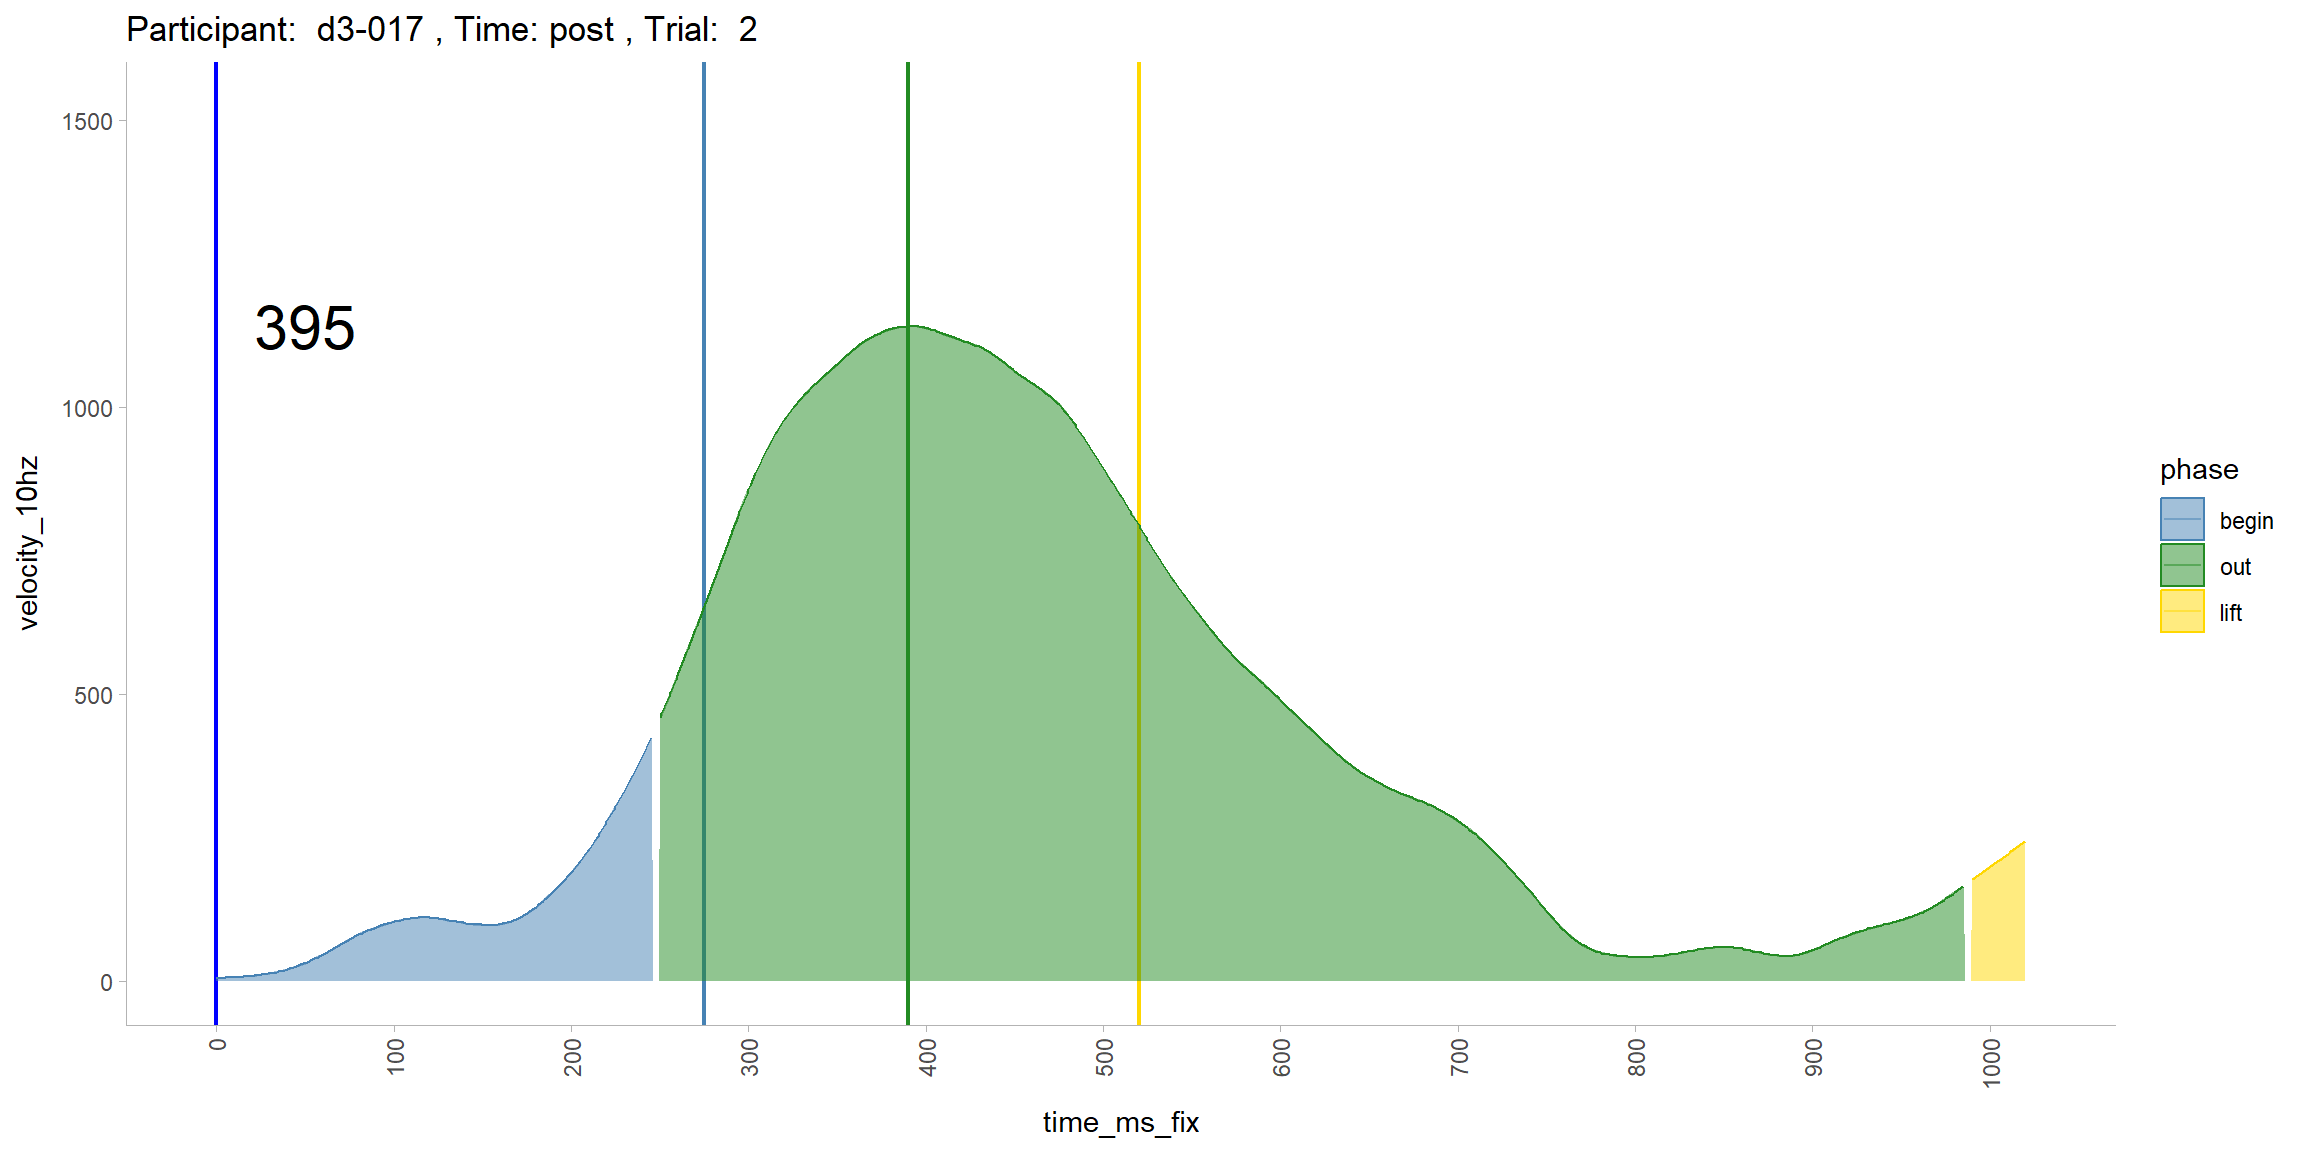 Participant:  d3-017 , Time: post , Trial:  2
1500
1000
500
0
velocity_10hz
395
0
100
200
300
400
500
600
700
800
900
1000
time_ms_fix
phase
begin
out
lift